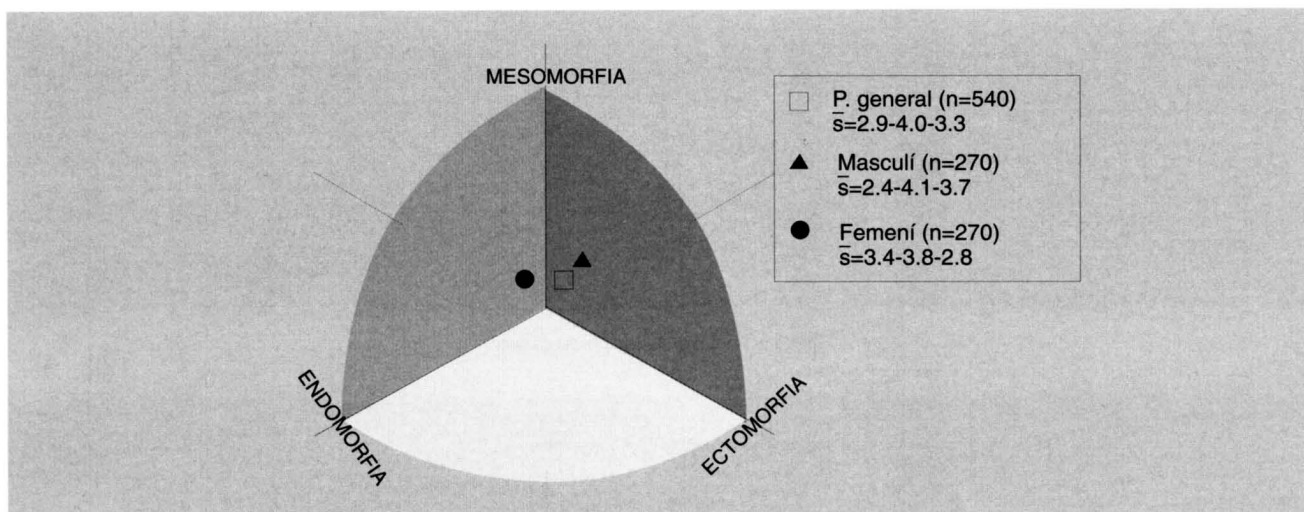 MESOMORFIA
P. general (n=540)
s̅=2.9-4.0-3.3
Masculí (n=270)
s̅=2.4-4.1-3.7
Femení (n=270)
s̅=3.4-3.8-2.8
ENDOMORFIA
ECTOMORFIA